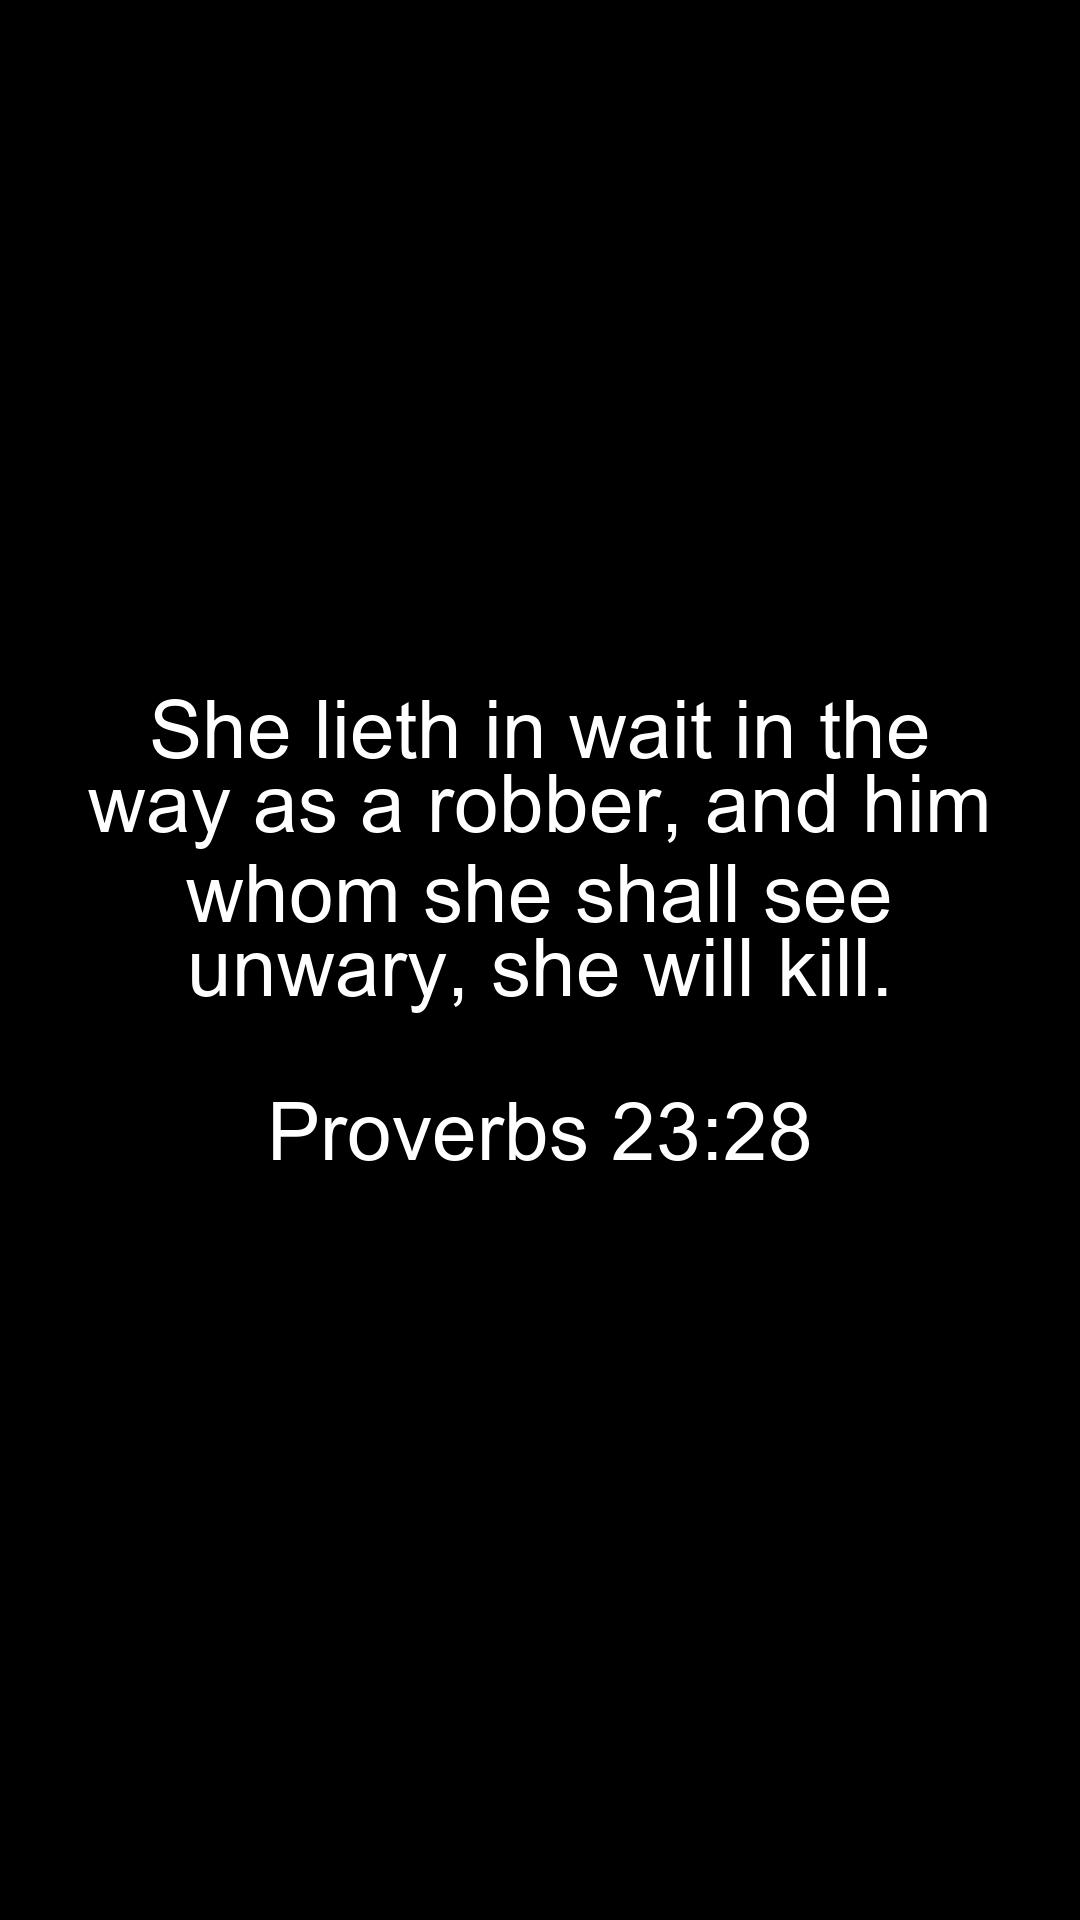 She lieth in wait in the
way as a robber, and him
whom she shall see
unwary, she will kill.
Proverbs 23:28